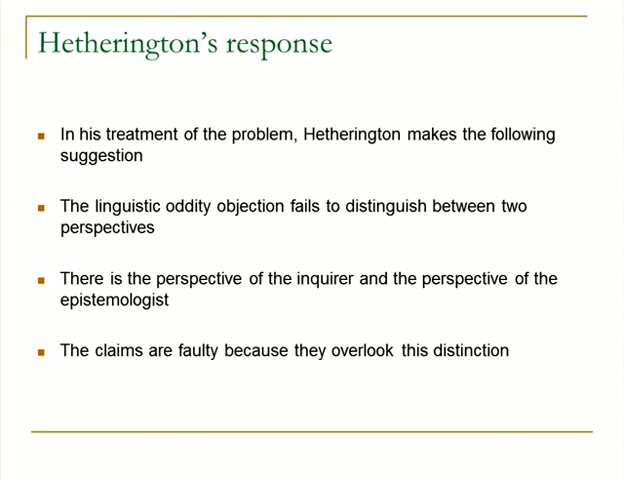 Hetherington's response
In his treatment of the problem, Hetherington makes the following
suggestion
The linguistic oddity objection fails to distinguish between two
perspectives
There is the perspective of the inquirer and the perspective of the
epistemologist
The claims are faulty because they overlook this distinction